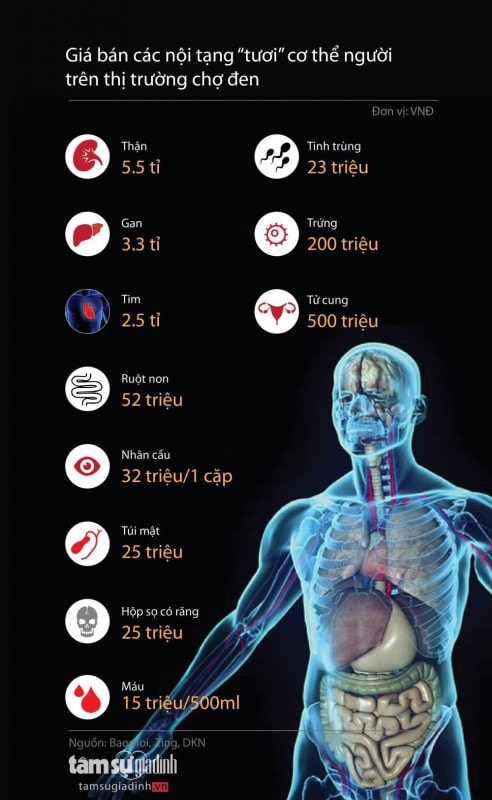 Giá bán các nội tạng “tươi” cơ thể người
trên thị trường chợ đen
Đơn vị: VNĐ
Thận
5.5 tỉ
Tinh trùng
23 triệu
Gan
3.3 tỉ
Trứng
200 triệu
Tim
2.5 tỉ
Tử cung
500 triệu
Ruột non
52 triệu
Nhãn cầu
32 triệu/1 cặp
Túi mật
25 triệu
Hộp sọ có răng
25 triệu
Máu
15 triệu/500ml
Nguồn: Zing, DKN
tâm sự gia đình
tamsugiadinh.vn